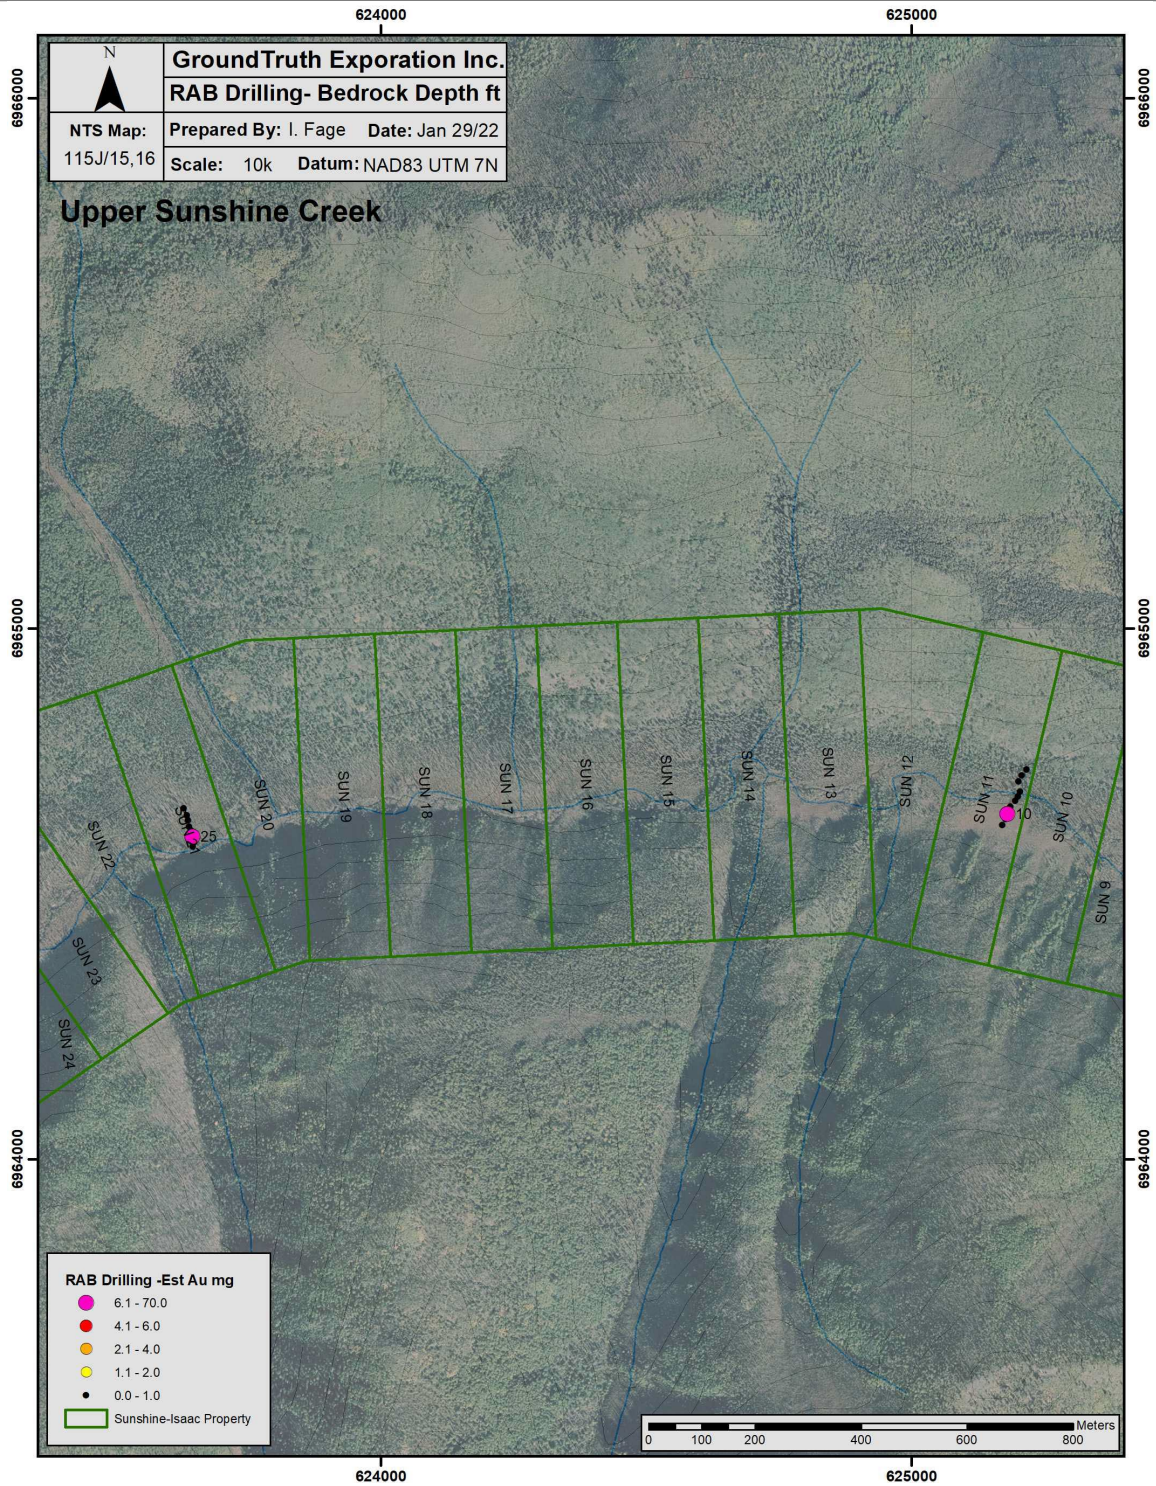 624000
625000
6966000
6966000
N
GroundTruth Exporation Inc.
RAB Drilling- Bedrock Depth ft
NTS Map:
115J/15,16
Prepared By: I. Fage Date: Jan 29/22
Scale: 10k Datum: NAD83 UTM 7N
Upper Sunshine Creek
6965000
6965000
SUN 24
SUN 23
SUN 22
25
SUN 20
SUN 19
SUN 18
SUN 17
SUN 16
SUN 15
SUN 14
SUN 13
SUN 12
SUN 11
10
SUN 10
SUN 9
6964000
6964000
RAB Drilling -Est Au mg
6.1 - 70.0
4.1 - 6.0
2.1 - 4.0
1.1 - 2.0
0.0 - 1.0
Sunshine-Isaac Property
Meters
0 100 200 400 600 800
624000
625000